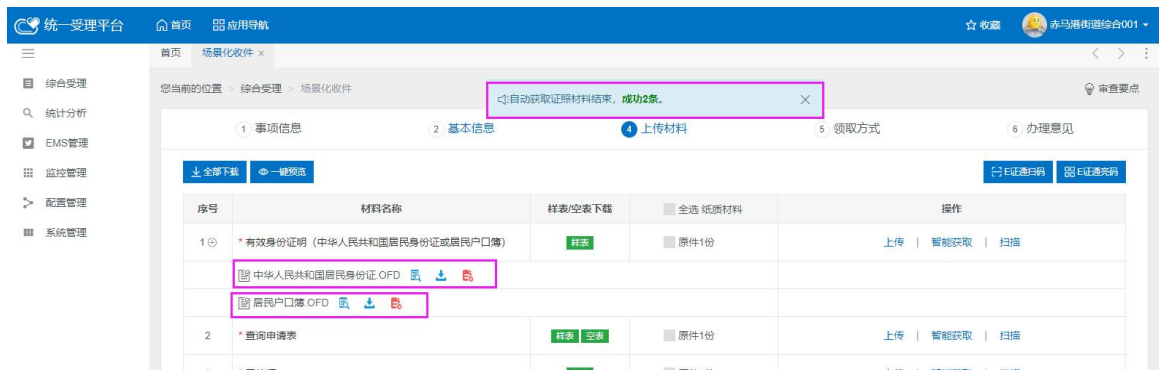 统一受理平台 首页 应用导航 收藏 赤马港街道综合001
首页 场景化收件 ×
综合受理
统计分析
EMS管理
监控管理
配置管理
系统管理
您当前的位置 > 综合受理 > 场景化收件
自动获取证照材料结束，成功2条。
审查要点
1 事项信息 2 基本信息 4 上传材料 5 领取方式 6 办理意见
全部下载 一键预览 E证通扫码 E证通亮码
序号 材料名称 样表/空表下载 全选 纸质材料 操作
1 * 有效身份证明（中华人民共和国居民身份证或居民户口簿） 样表 原件1份 上传 | 智能获取 | 扫描
中华人民共和国居民身份证.OFD
居民户口簿.OFD
2 * 查询申请表 样表 空表 原件1份 上传 | 智能获取 | 扫描